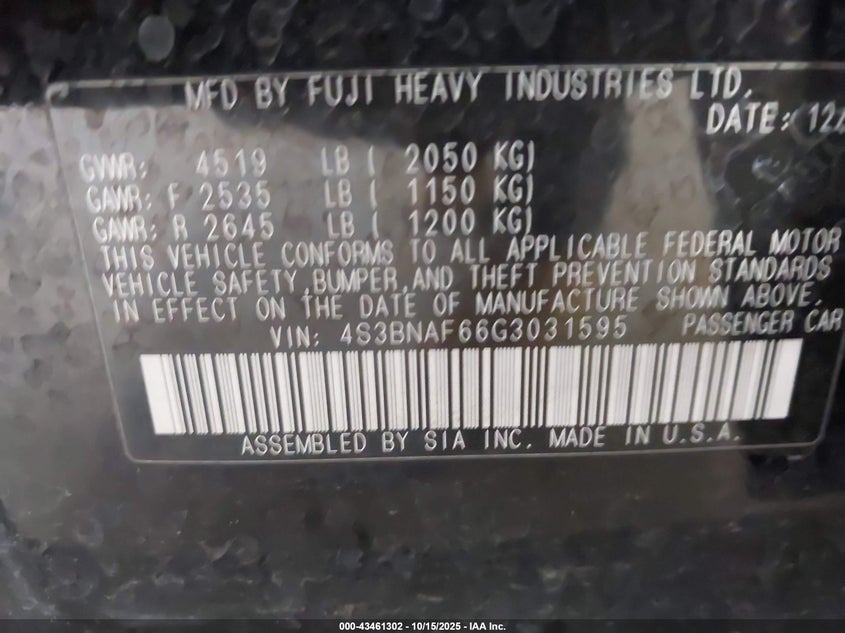 MFD BY FUJI HEAVY INDUSTRIES LTD.
DATE: 12/
GVWR: 4519 LB ( 2050 KG)
GAWR: F 2535 LB ( 1150 KG)
GAWR: R 2645 LB ( 1200 KG)
THIS VEHICLE CONFORMS TO ALL APPLICABLE FEDERAL MOTOR
VEHICLE SAFETY,BUMPER,AND THEFT PREVENTION STANDARDS
IN EFFECT ON THE DATE OF MANUFACTURE SHOWN ABOVE.
VIN: 4S3BNAF66G3031595 PASSENGER CAR
ASSEMBLED BY SIA INC. MADE IN U.S.A.
000-43461302 - 10/15/2025 - IAA Inc.